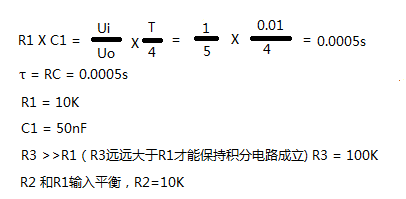 R1 X C1 = Ui/Uo X T/4 = 1/5 X 0.01/4 = 0.0005s
τ = RC = 0.0005s
R1 = 10K
C1 = 50nF
R3 >>R1 ( R3远远大于R1才能保持积分电路成立) R3 = 100K
R2 和R1输入平衡，R2=10K